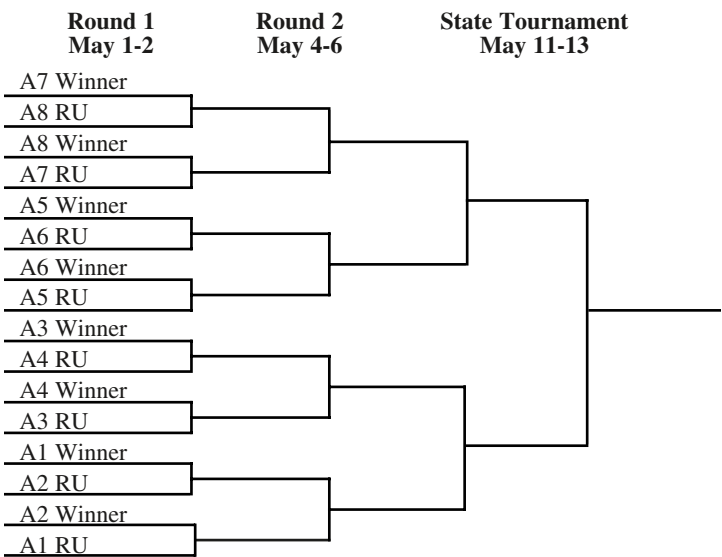 Round 1 Round 2 State Tournament
May 1-2 May 4-6 May 11-13
A7 Winner
A8 RU
A8 Winner
A7 RU
A5 Winner
A6 RU
A6 Winner
A5 RU
A3 Winner
A4 RU
A4 Winner
A3 RU
A1 Winner
A2 RU
A2 Winner
A1 RU